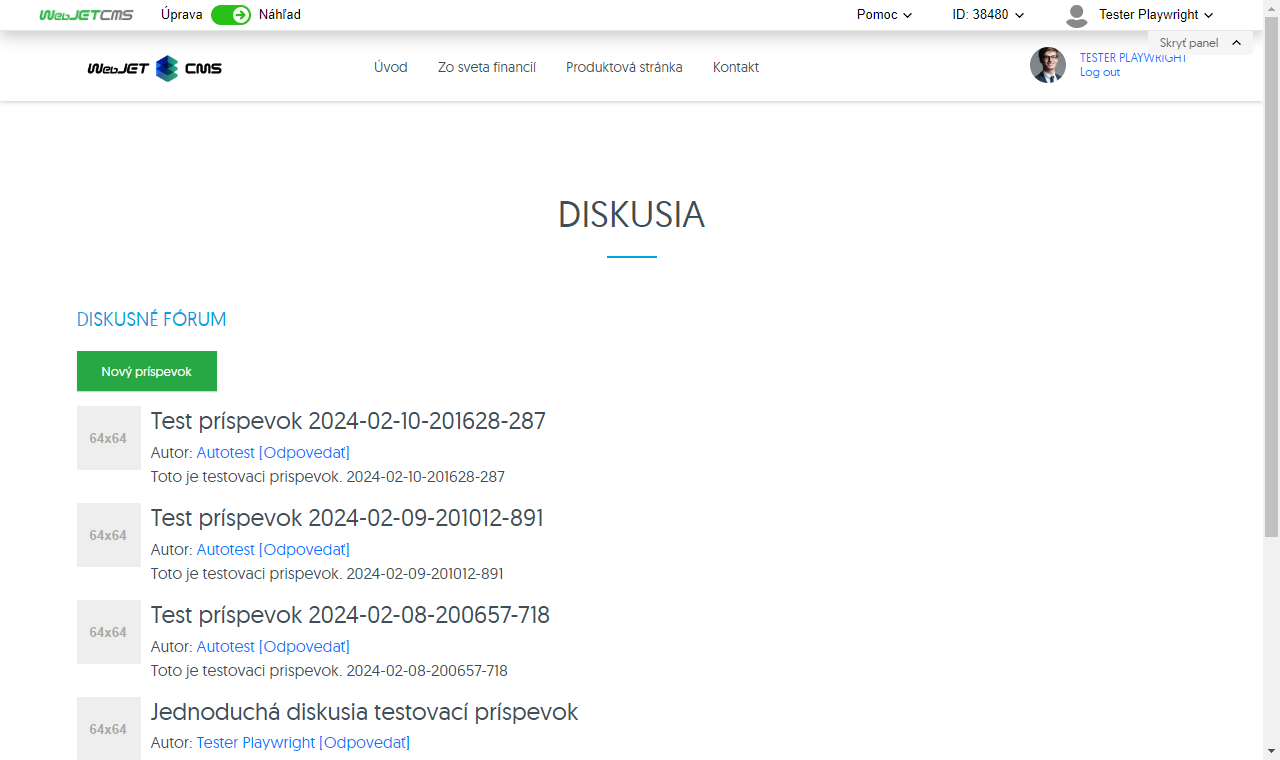 WebJETCMS Úprava Náhľad Pomoc ID: 38480 Tester Playwright
Skryť panel
WebJET CMS Úvod Zo sveta financií Produktová stránka Kontakt TESTER PLAYWRIGHT
Log out
DISKUSIA
DISKUSNÉ FÓRUM
Nový príspevok
64x64
Test príspevok 2024-02-10-201628-287
Autor: Autotest [Odpovedať]
Toto je testovaci prispevok. 2024-02-10-201628-287
64x64
Test príspevok 2024-02-09-201012-891
Autor: Autotest [Odpovedať]
Toto je testovaci prispevok. 2024-02-09-201012-891
64x64
Test príspevok 2024-02-08-200657-718
Autor: Autotest [Odpovedať]
Toto je testovaci prispevok. 2024-02-08-200657-718
64x64
Jednoduchá diskusia testovací príspevok
Autor: Tester Playwright [Odpovedať]